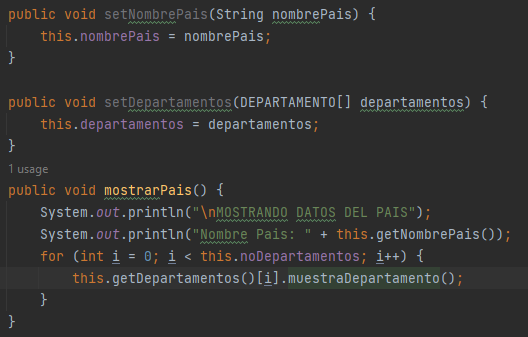 public void setNombrePais(String nombrePais) {
    this.nombrePais = nombrePais;
}

public void setDepartamentos(DEPARTAMENTO[] departamentos) {
    this.departamentos = departamentos;
}
1 usage
public void mostrarPais() {
    System.out.println("\nMOSTRANDO DATOS DEL PAIS");
    System.out.println("Nombre Pais: " + this.getNombrePais());
    for (int i = 0; i < this.noDepartamentos; i++) {
        this.getDepartamentos()[i].muestraDepartamento();
    }
}